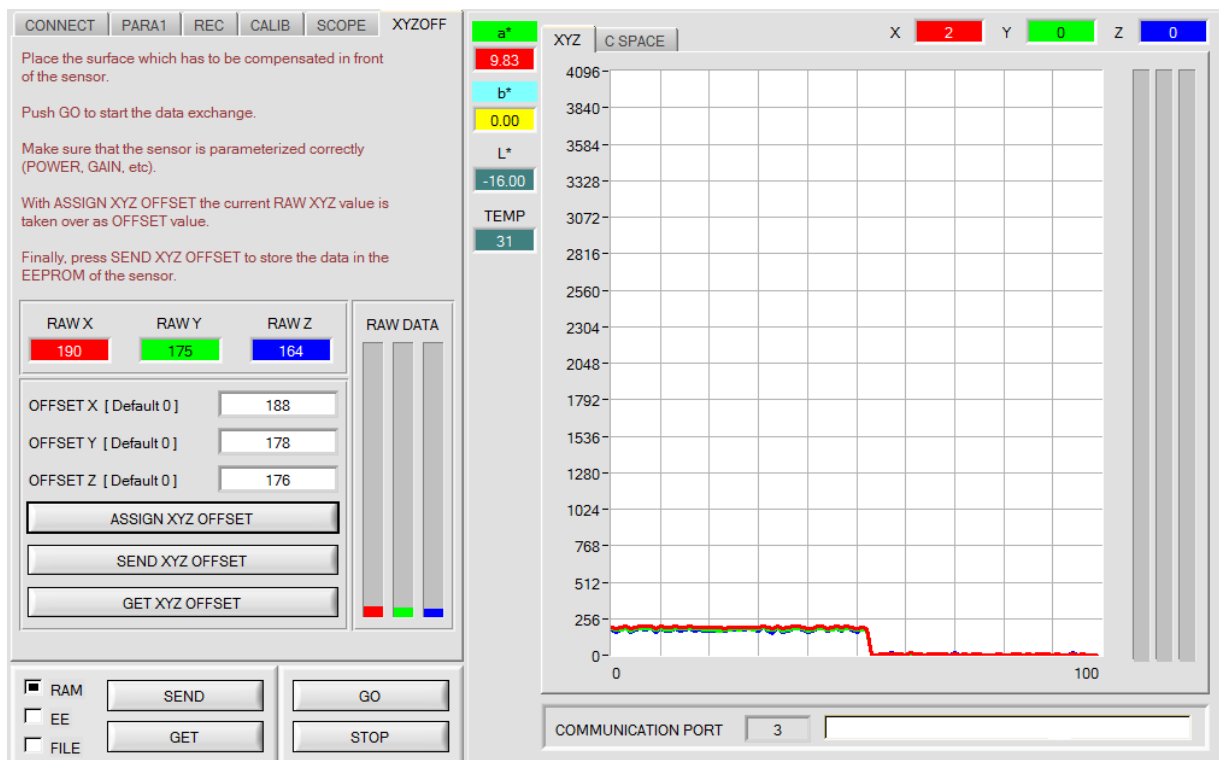 CONNECT PARA1 REC CALIB SCOPE XYZOFF
Place the surface which has to be compensated in front
of the sensor.
Push GO to start the data exchange.
Make sure that the sensor is parameterized correctly
(POWER, GAIN, etc).
With ASSIGN XYZ OFFSET the current RAW XYZ value is
taken over as OFFSET value.
Finally, press SEND XYZ OFFSET to store the data in the
EEPROM of the sensor.
RAW X RAW Y RAW Z
190 175 164
RAW DATA
OFFSET X [ Default 0 ] 188
OFFSET Y [ Default 0 ] 178
OFFSET Z [ Default 0 ] 176
ASSIGN XYZ OFFSET
SEND XYZ OFFSET
GET XYZ OFFSET
RAM
EE
FILE
SEND
GET
GO
STOP
a*
9.83
b*
0.00
L*
-16.00
TEMP
31
XYZ C SPACE
X 2 Y 0 Z 0
4096
3840
3584
3328
3072
2816
2560
2304
2048
1792
1536
1280
1024
768
512
256
0
0 100
COMMUNICATION PORT 3